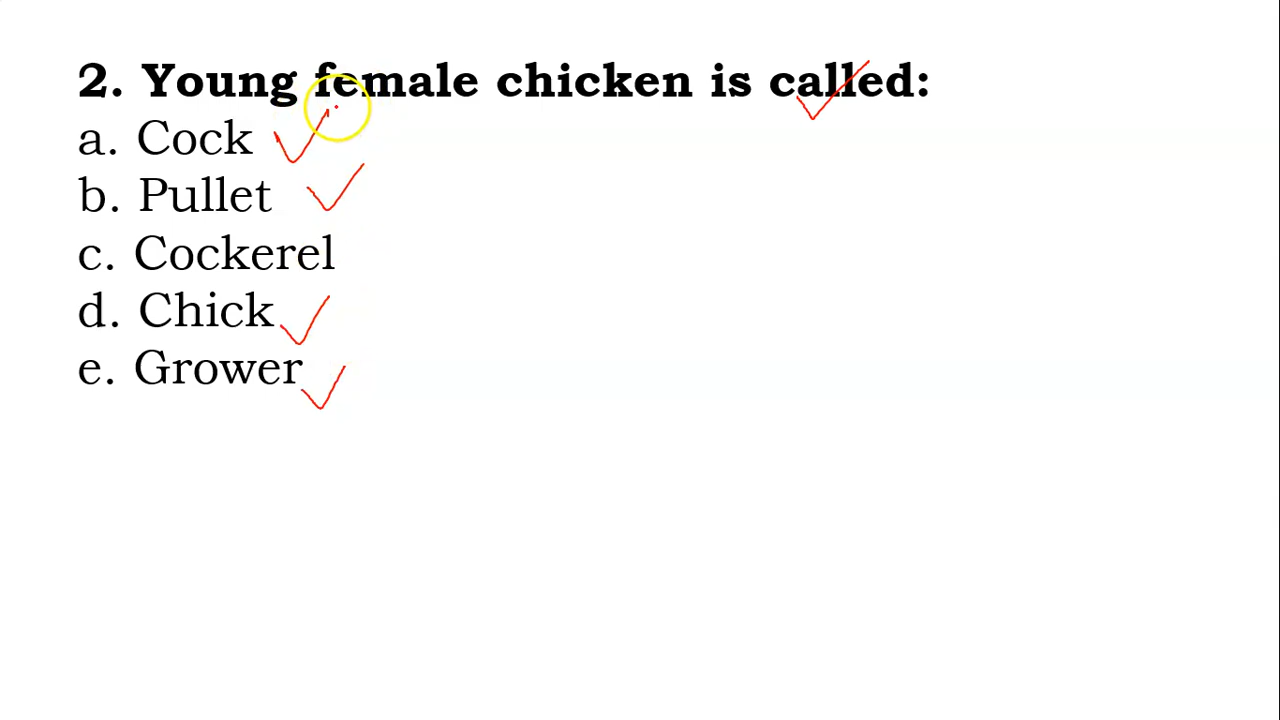 2. Young female chicken is called:
a. Cock
b. Pullet
c. Cockerel
d. Chick
e. Grower